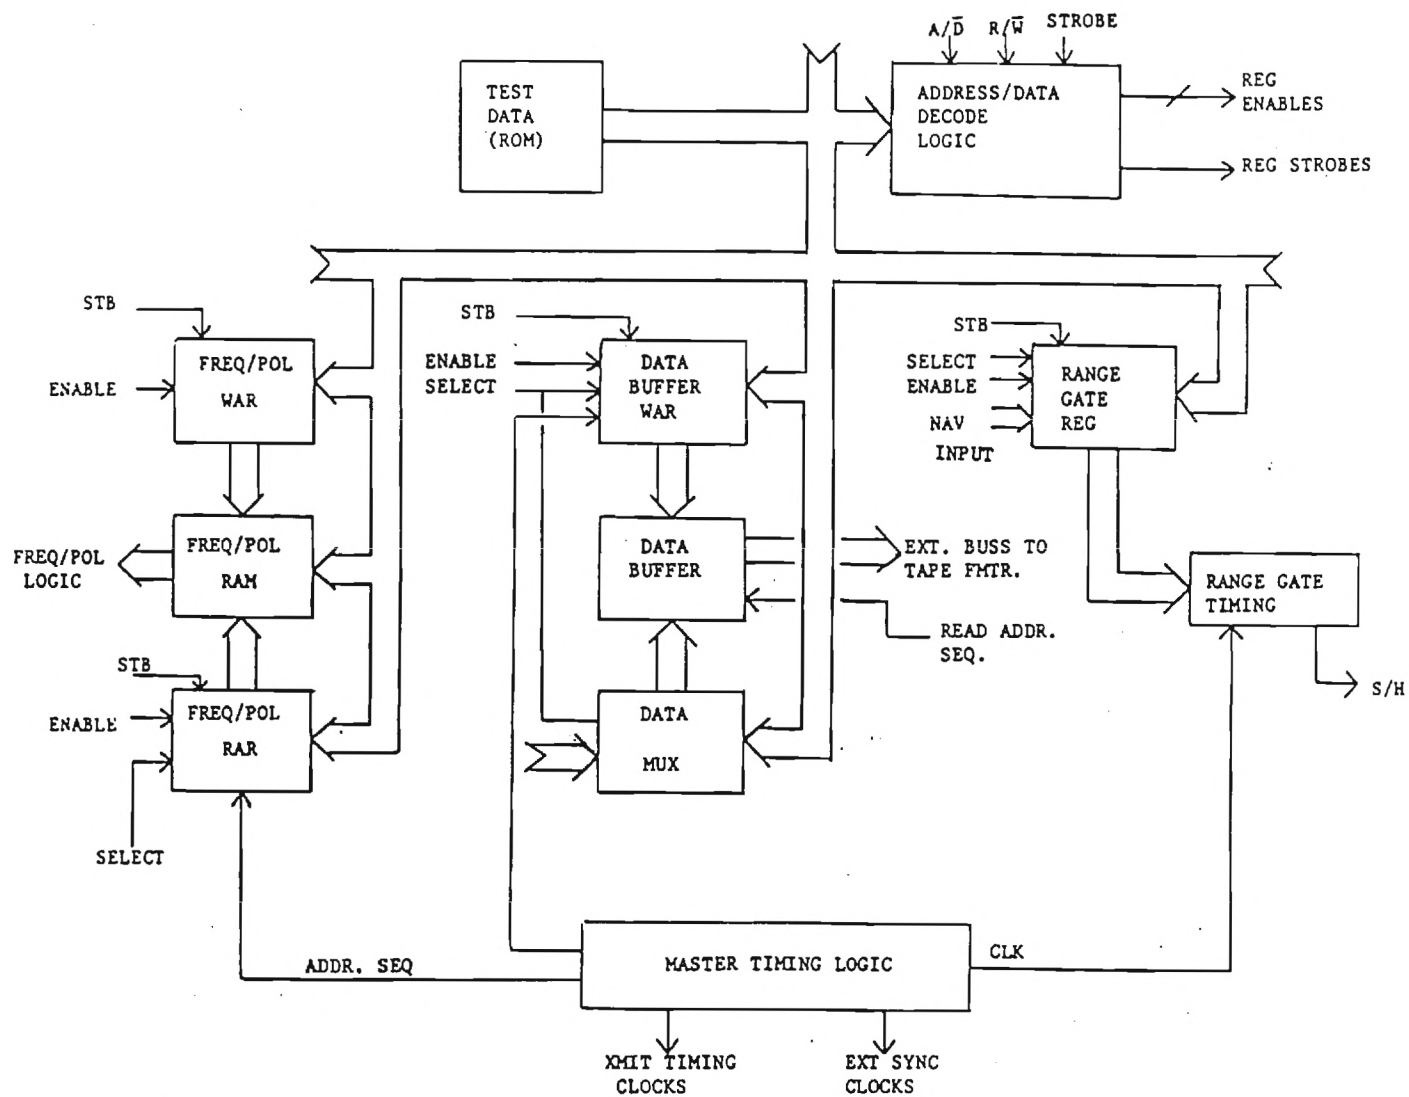 A/D̅ R/W̅ STROBE
TEST
DATA
(ROM)
ADDRESS/DATA
DECODE
LOGIC
REG
ENABLES
REG STROBES
STB
FREQ/POL
WAR
ENABLE
STB
ENABLE
SELECT
DATA
BUFFER
WAR
STB
SELECT
ENABLE
NAV
INPUT
RANGE
GATE
REG
FREQ/POL
LOGIC
FREQ/POL
RAM
DATA
BUFFER
EXT. BUSS TO
TAPE FMTR.
READ ADDR.
SEQ.
RANGE GATE
TIMING
S/H
STB
ENABLE
FREQ/POL
RAR
SELECT
DATA
MUX
ADDR. SEQ
MASTER TIMING LOGIC
CLK
XMIT TIMING
CLOCKS
EXT SYNC
CLOCKS